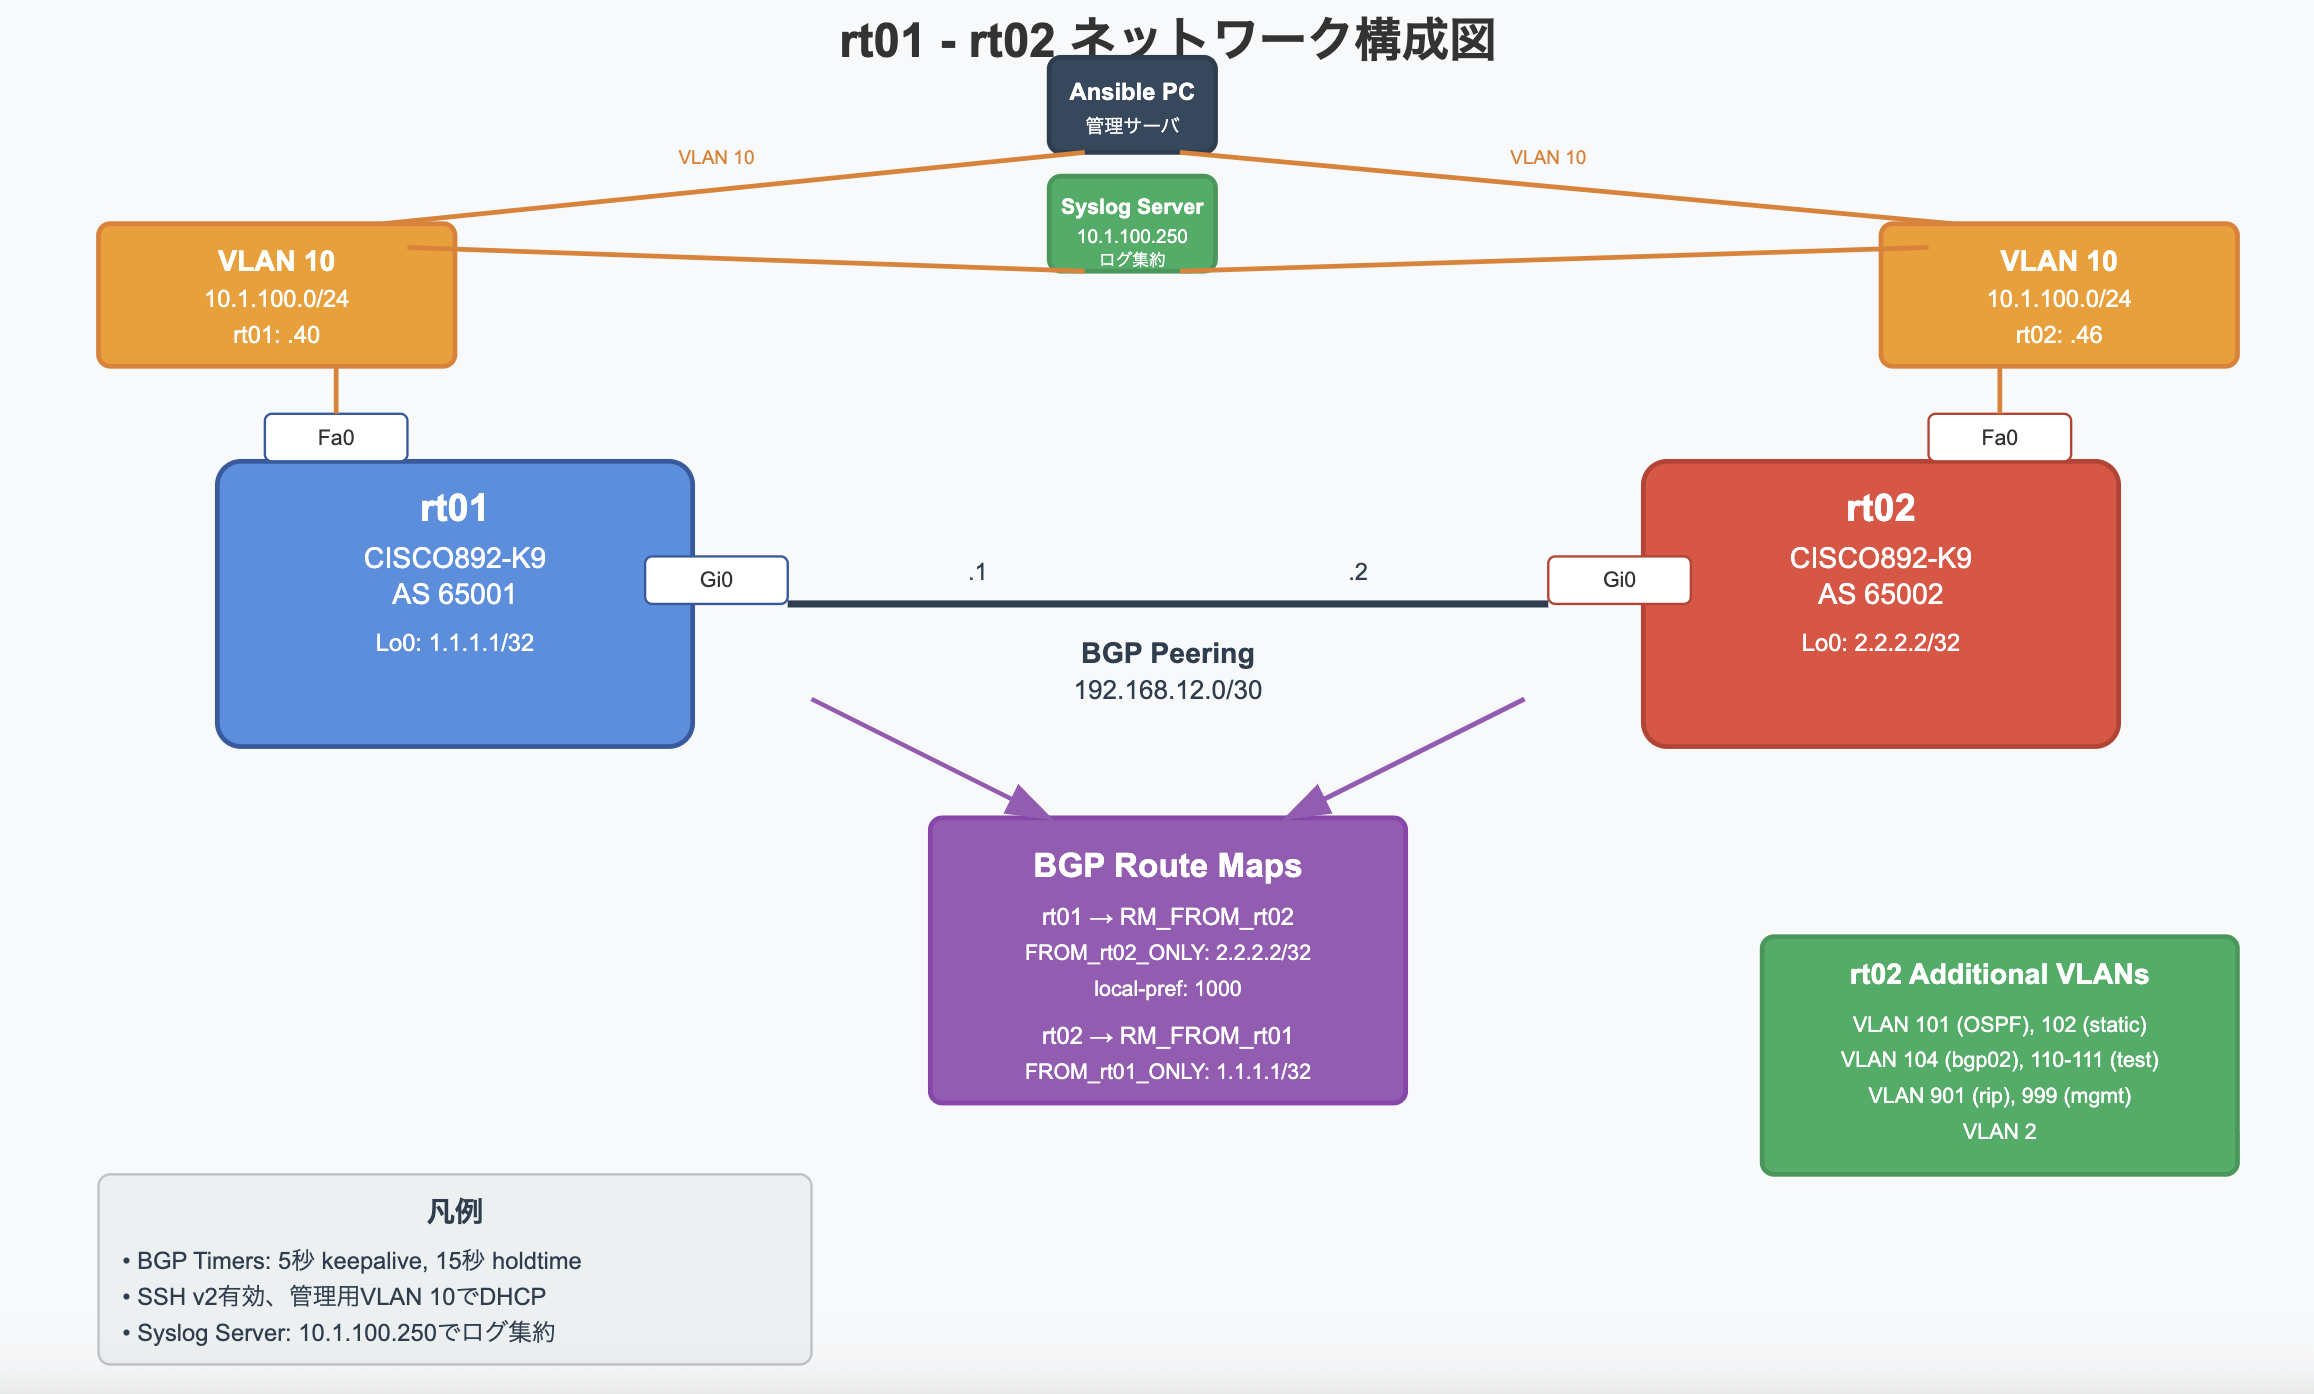 rt01 - rt02 ネットワーク構成図
Ansible PC
管理サーバ
VLAN 10
VLAN 10
Syslog Server
10.1.100.250
ログ集約
VLAN 10
10.1.100.0/24
rt01: .40
VLAN 10
10.1.100.0/24
rt02: .46
Fa0
Fa0
rt01
CISCO892-K9
AS 65001
Lo0: 1.1.1.1/32
Gi0
.1
.2
Gi0
rt02
CISCO892-K9
AS 65002
Lo0: 2.2.2.2/32
BGP Peering
192.168.12.0/30
BGP Route Maps
rt01 → RM_FROM_rt02
FROM_rt02_ONLY: 2.2.2.2/32
local-pref: 1000
rt02 → RM_FROM_rt01
FROM_rt01_ONLY: 1.1.1.1/32
rt02 Additional VLANs
VLAN 101 (OSPF), 102 (static)
VLAN 104 (bgp02), 110-111 (test)
VLAN 901 (rip), 999 (mgmt)
VLAN 2
凡例
• BGP Timers: 5秒 keepalive, 15秒 holdtime
• SSH v2有効、管理用VLAN 10でDHCP
• Syslog Server: 10.1.100.250でログ集約